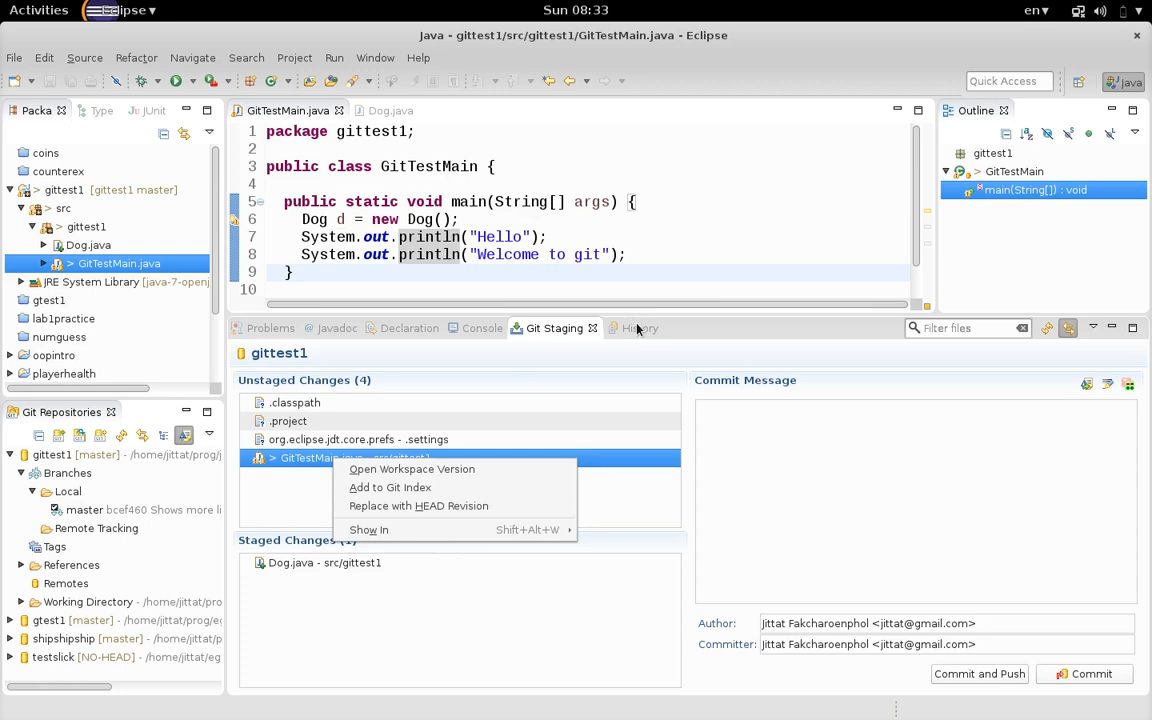 Activities Eclipse ▾ Sun 08:33 en ▾
Java - gittest1/src/gittest1/GitTestMain.java - Eclipse
File Edit Source Refactor Navigate Search Project Run Window Help
Quick Access Java
Packa Type JUnit
coins
counterex
> gittest1 [gittest1 master]
> src
> gittest1
Dog.java
> GitTestMain.java
JRE System Library [java-7-openj
gtest1
lab1practice
numguess
oopintro
playerhealth
GitTestMain.java Dog.java
1 package gittest1;
2
3 public class GitTestMain {
4
5 public static void main(String[] args) {
6 Dog d = new Dog();
7 System.out.println("Hello");
8 System.out.println("Welcome to git");
9 }
10
Outline
gittest1
> GitTestMain
main(String[]) : void
Git Repositories
gittest1 [master] - /home/jittat/prog/j
Branches
Local
master bcef460 Shows more li
Remote Tracking
Tags
References
Remotes
Working Directory - /home/jittat/pro
gtest1 [master] - /home/jittat/prog/eg
shipshipship [master] - /home/jittat/p
testslick [NO-HEAD] - /home/jittat/eg
Problems @ Javadoc Declaration Console Git Staging History
Filter files
gittest1
Unstaged Changes (4)
.classpath
.project
org.eclipse.jdt.core.prefs - .settings
> GitTestMain.java - src/gittest1
Open Workspace Version
Add to Git Index
Replace with HEAD Revision
Show In Shift+Alt+W
Staged Changes (1)
Dog.java - src/gittest1
Commit Message
Author: Jittat Fakcharoenphol <jittat@gmail.com>
Committer: Jittat Fakcharoenphol <jittat@gmail.com>
Commit and Push Commit